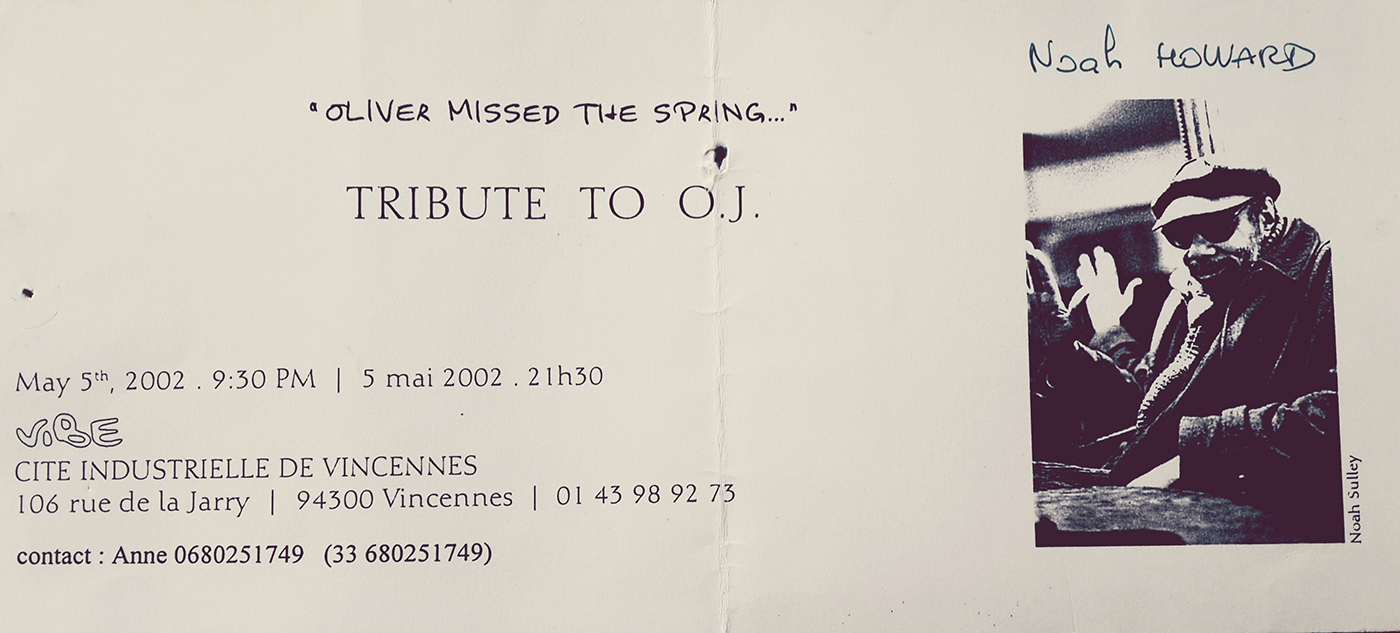 Noah HOWARD
"OLIVER MISSED THE SPRING..."
TRIBUTE TO O.J.
May 5th, 2002 . 9:30 PM | 5 mai 2002 . 21h30
ViBE
CITE INDUSTRIELLE DE VINCENNES
106 rue de la Jarry | 94300 Vincennes | 01 43 98 92 73
contact : Anne 0680251749 (33 680251749)
Noah Sulley